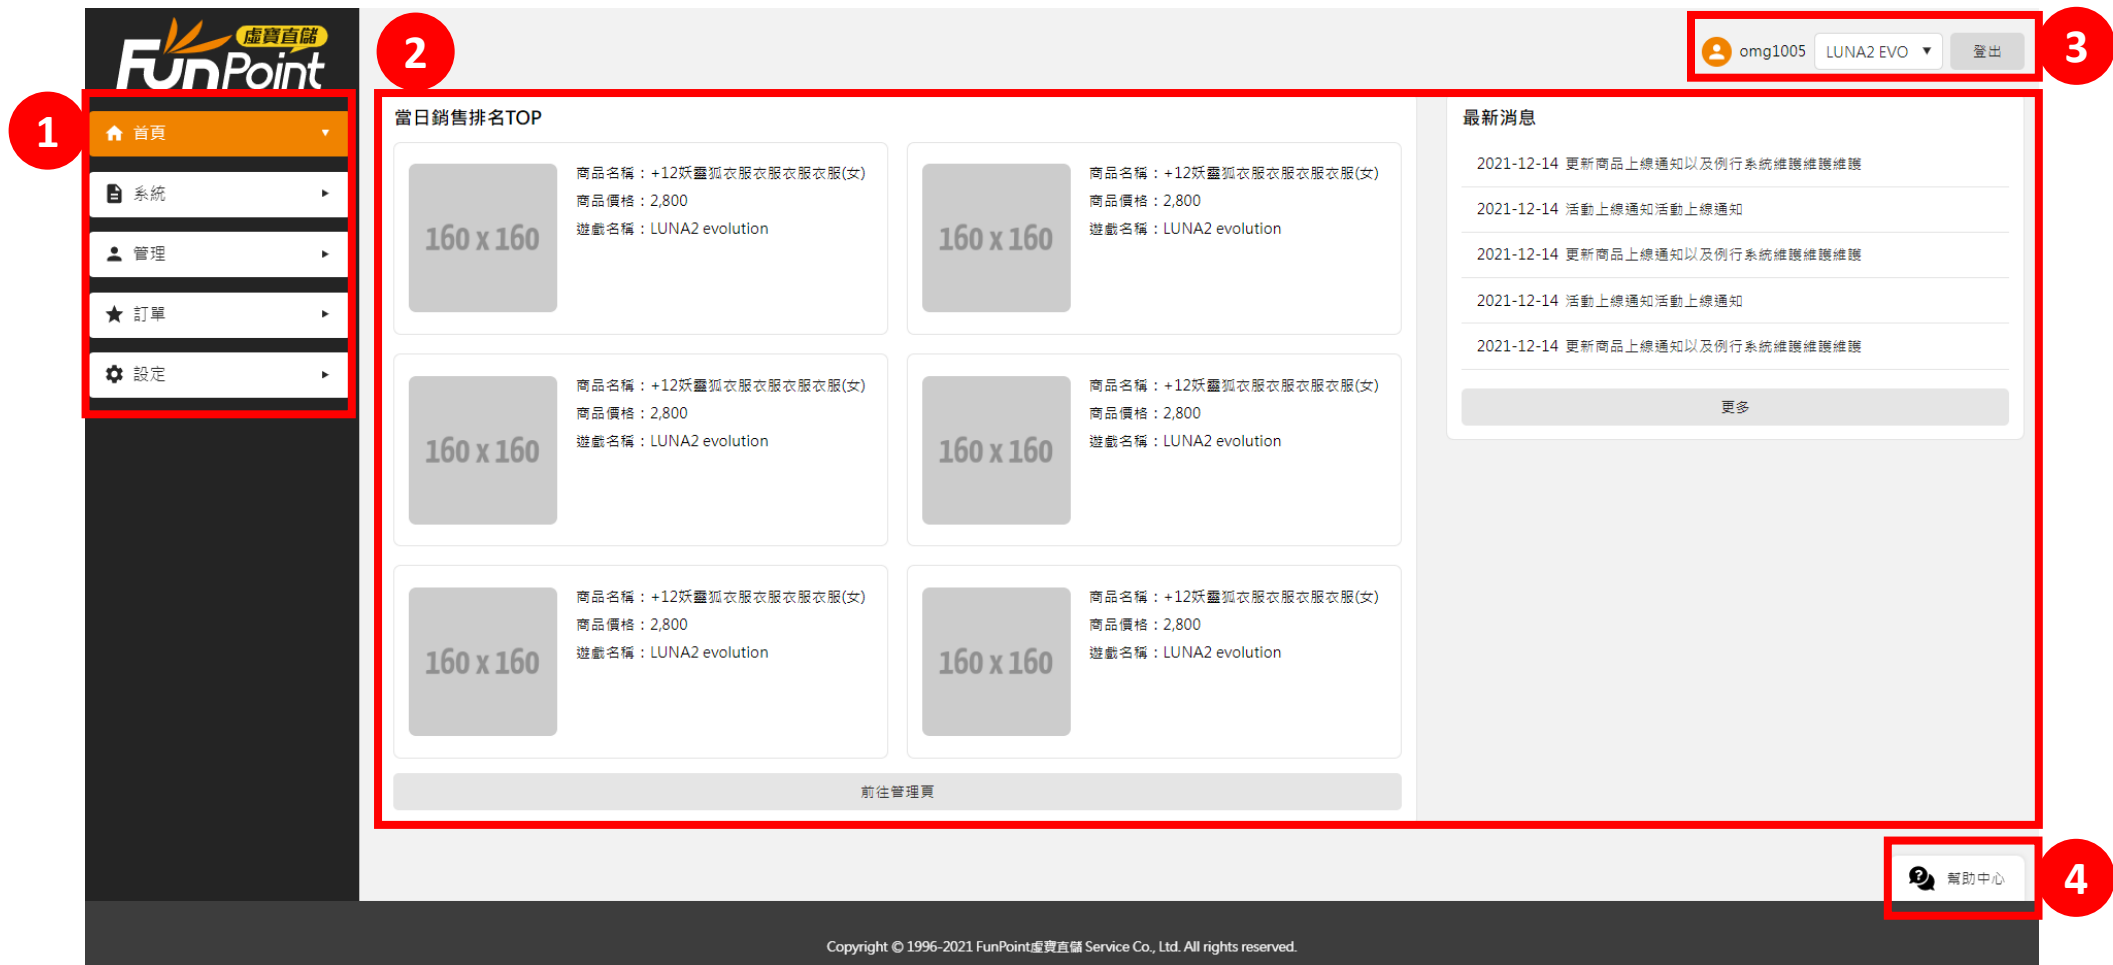 虛寶直儲
FunPoint
1
首頁
系統
管理
訂單
設定
2
omg1005
LUNA2 EVO
登出
3
當日銷售排名TOP
160 x 160
商品名稱：+12妖靈狐衣服衣服衣服衣服(女)
商品價格：2,800
遊戲名稱：LUNA2 evolution
160 x 160
商品名稱：+12妖靈狐衣服衣服衣服衣服(女)
商品價格：2,800
遊戲名稱：LUNA2 evolution
160 x 160
商品名稱：+12妖靈狐衣服衣服衣服衣服(女)
商品價格：2,800
遊戲名稱：LUNA2 evolution
160 x 160
商品名稱：+12妖靈狐衣服衣服衣服衣服(女)
商品價格：2,800
遊戲名稱：LUNA2 evolution
160 x 160
商品名稱：+12妖靈狐衣服衣服衣服衣服(女)
商品價格：2,800
遊戲名稱：LUNA2 evolution
160 x 160
商品名稱：+12妖靈狐衣服衣服衣服衣服(女)
商品價格：2,800
遊戲名稱：LUNA2 evolution
前往管理頁
最新消息
2021-12-14 更新商品上線通知以及例行系統維護維護維護
2021-12-14 活動上線通知活動上線通知
2021-12-14 更新商品上線通知以及例行系統維護維護維護
2021-12-14 活動上線通知活動上線通知
2021-12-14 更新商品上線通知以及例行系統維護維護維護
更多
幫助中心
4
Copyright © 1996-2021 FunPoint虛寶直儲 Service Co., Ltd. All rights reserved.